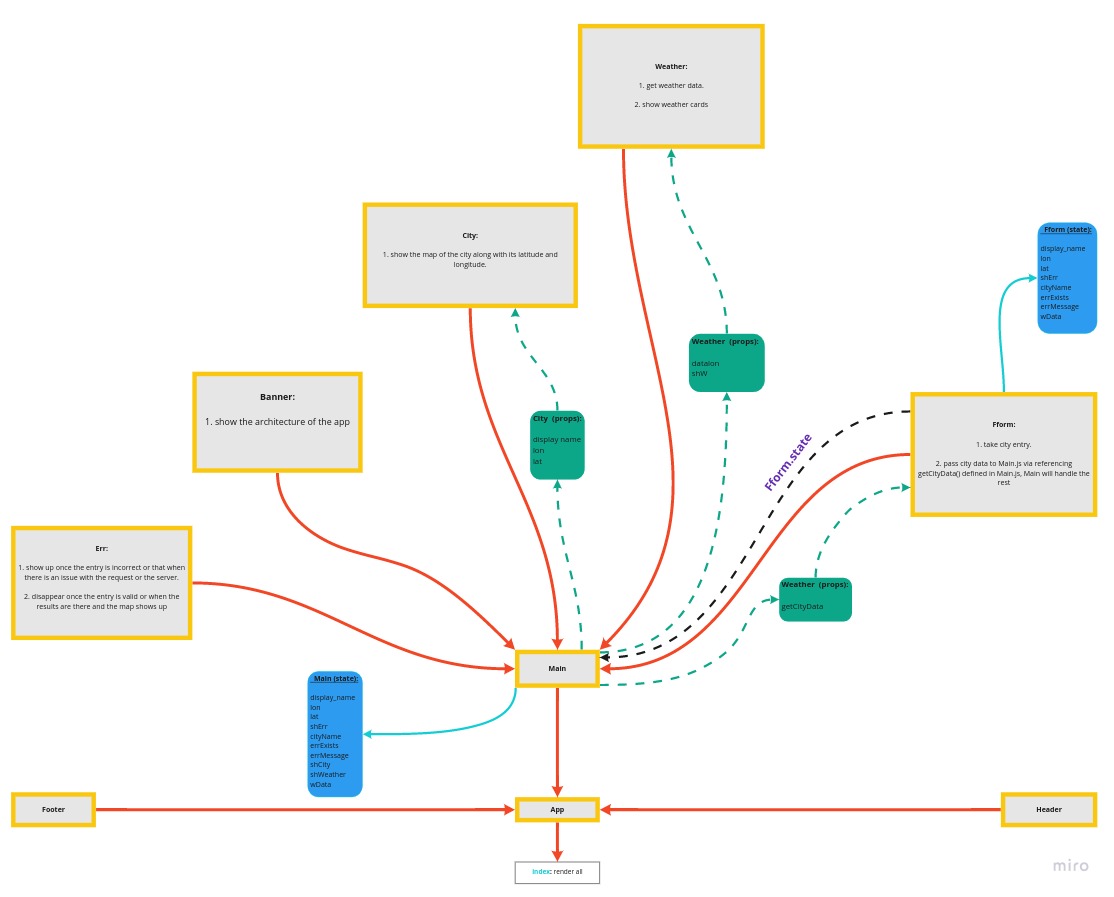 Weather:
1. get weather data.
2. show weather cards
City:
1. show the map of the city along with its latitude and
longitude.
Fform (state):
display_name
lon
lat
shErr
cityName
errExists
errMessage
wData
Weather (props):
dataion
shW
Banner:
1. show the architecture of the app
City (props):
display name
lon
lat
Fform.state
Fform:
1. take city entry.
2. pass city data to Main.js via referencing
getCityData() defined in Main.js, Main will handle the
rest
Err:
1. show up once the entry is incorrect or that when
there is an issue with the request or the server.
2. disappear once the entry is valid or when the
results are there and the map shows up
Weather (props):
getCityData
Main
Main (state):
display_name
lon
lat
shErr
cityName
errExists
errMessage
shCity
shWeather
wData
Footer
App
Header
Index: render all
miro